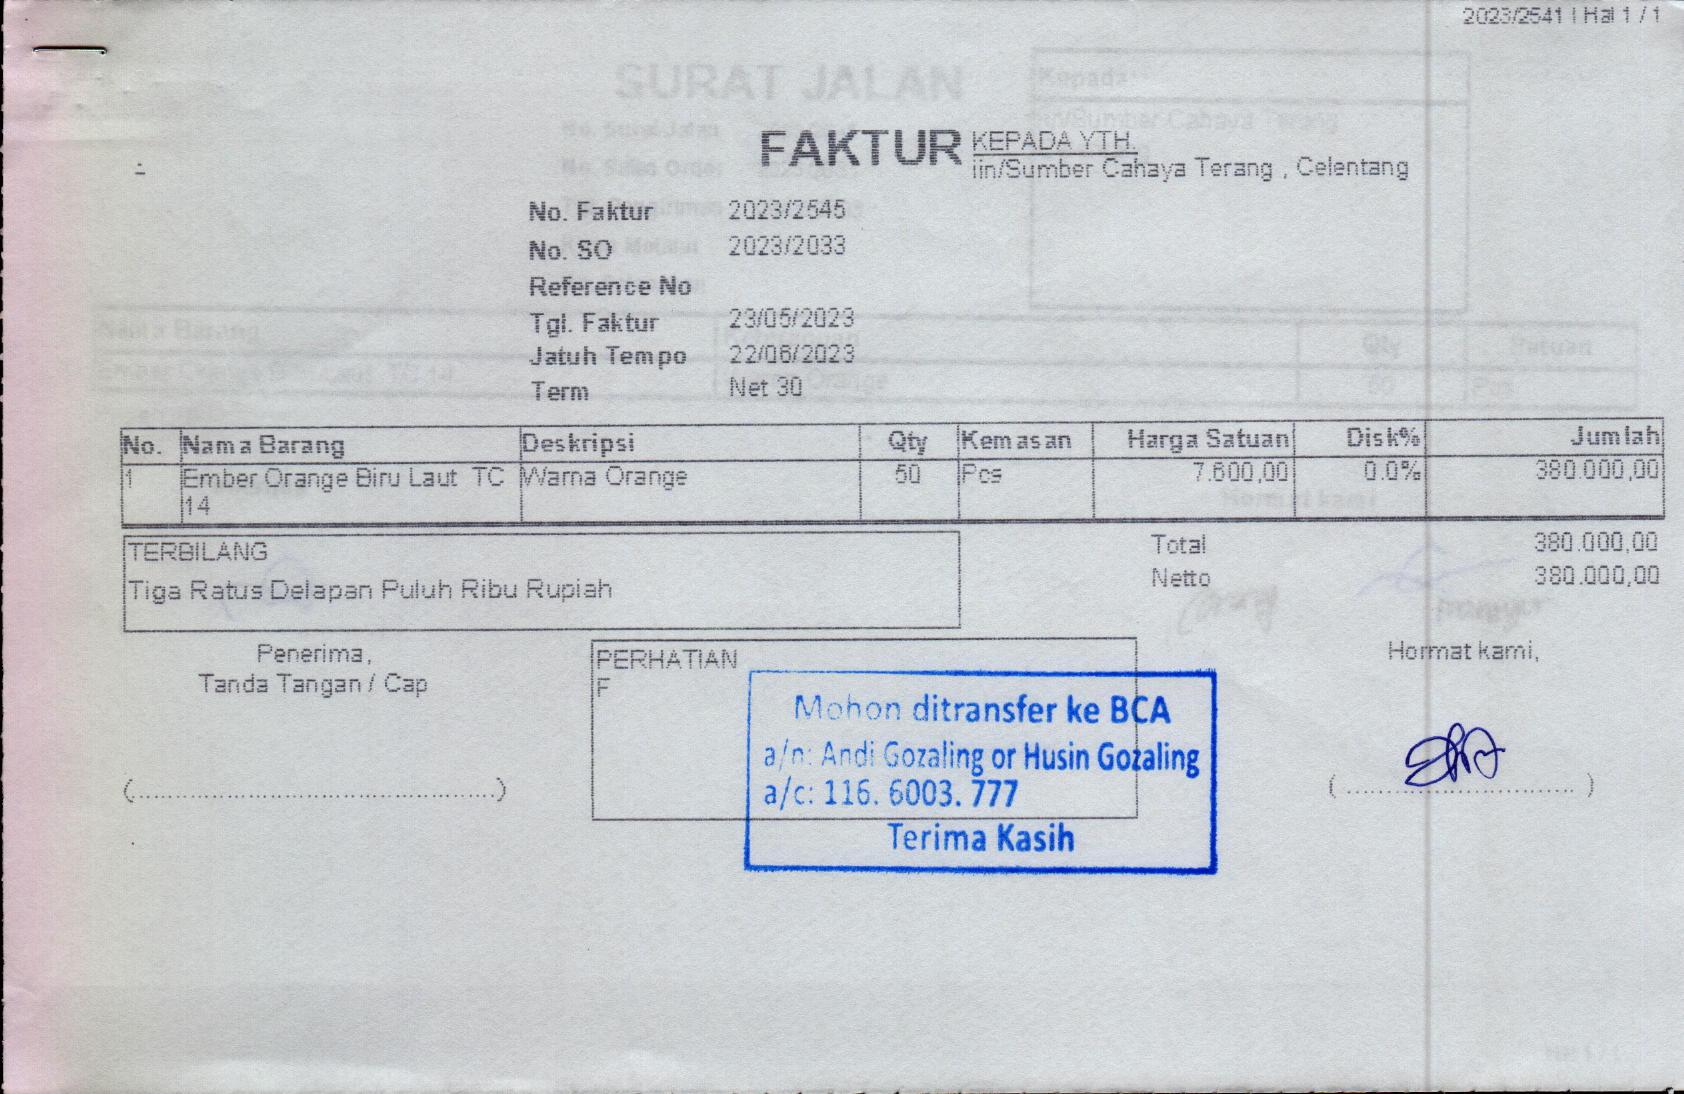 2023/2541 | Hal 1 / 1
SURAT JALAN
Kepada
FAKTUR
KEPADA YTH.
iin/Sumber Cahaya Terang , Celentang
No. Faktur 2023/2545
No. SO 2023/2033
Reference No
Tgl. Faktur 23/05/2023
Jatuh Tempo 22/06/2023
Term Net 30
No. Nama Barang Deskripsi Qty Kemasan Harga Satuan Disk% Jumlah
1 Ember Orange Biru Laut TC Warna Orange 50 Pcs 7.600,00 0.0% 380.000,00
14
TERBILANG
Tiga Ratus Delapan Puluh Ribu Rupiah
Total 380.000,00
Netto 380.000,00
Penerima,
Tanda Tangan / Cap
(............................................)
PERHATIAN
F
Mohon ditransfer ke BCA
a/n: Andi Gozaling or Husin Gozaling
a/c: 116. 6003. 777
Terima Kasih
Hormat kami,
( ............................ )